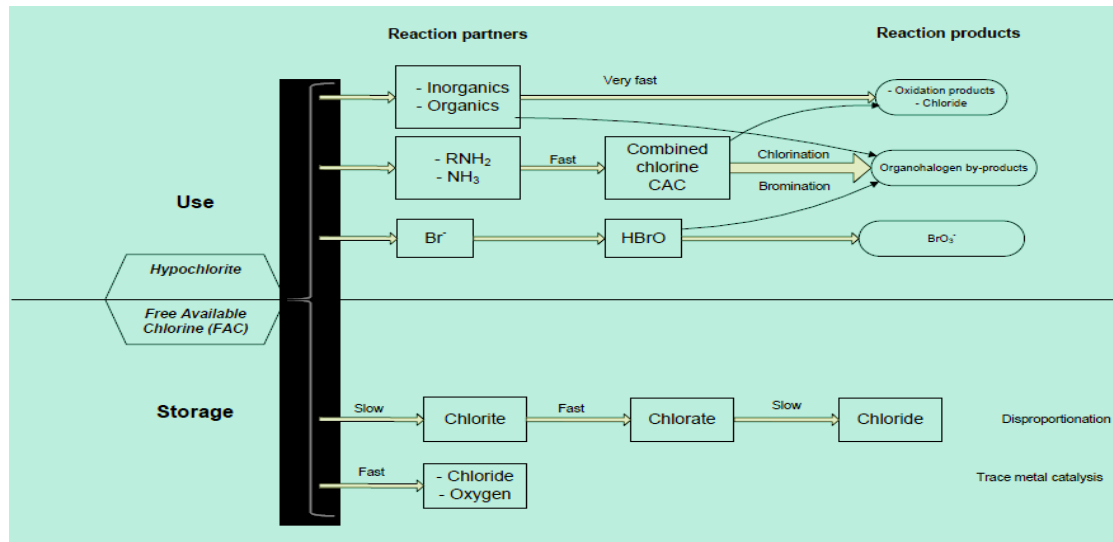 Reaction partners
Reaction products
- Inorganics
- Organics
Very fast
- Oxidation products
- Chloride
- RNH₂
- NH₃
Fast
Combined
chlorine
CAC
Chlorination
Bromination
Organohalogen by-products
Use
Br⁻
HBrO
BrO₃⁻
Hypochlorite
Free Available
Chlorine (FAC)
Storage
Slow
Chlorite
Fast
Chlorate
Slow
Chloride
Disproportionation
Fast
- Chloride
- Oxygen
Trace metal catalysis